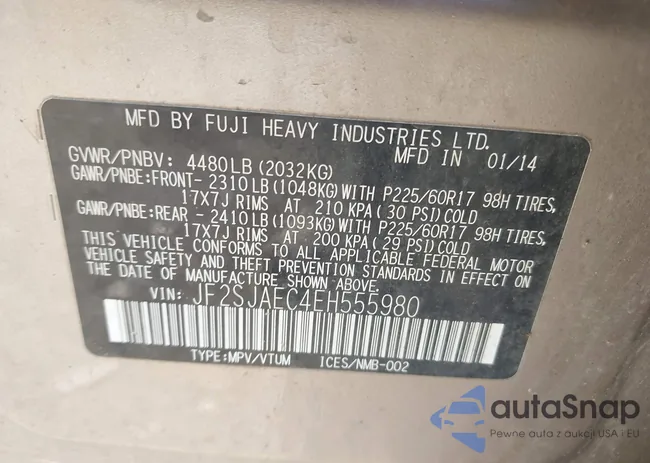 MFD BY FUJI HEAVY INDUSTRIES LTD.
GVWR/PNBV: 4480LB (2032KG) MFD IN 01/14
GAWR/PNBE:FRONT- 2310LB (1048KG) WITH P225/60R17 98H TIRES,
17X7J RIMS AT 210 KPA (30 PSI) COLD
GAWR/PNBE:REAR - 2410LB (1093KG) WITH P225/60R17 98H TIRES,
17X7J RIMS AT 200 KPA (29 PSI) COLD
THIS VEHICLE CONFORMS TO ALL APPLICABLE FEDERAL MOTOR
VEHICLE SAFETY AND THEFT PREVENTION STANDARDS IN EFFECT ON
THE DATE OF MANUFACTURE SHOWN ABOVE.
VIN: JF2SJAEC4EH555980
TYPE:MPV/VTUM ICES/NMB-002
autoSnap
Pewne auta z aukcji USA i EU